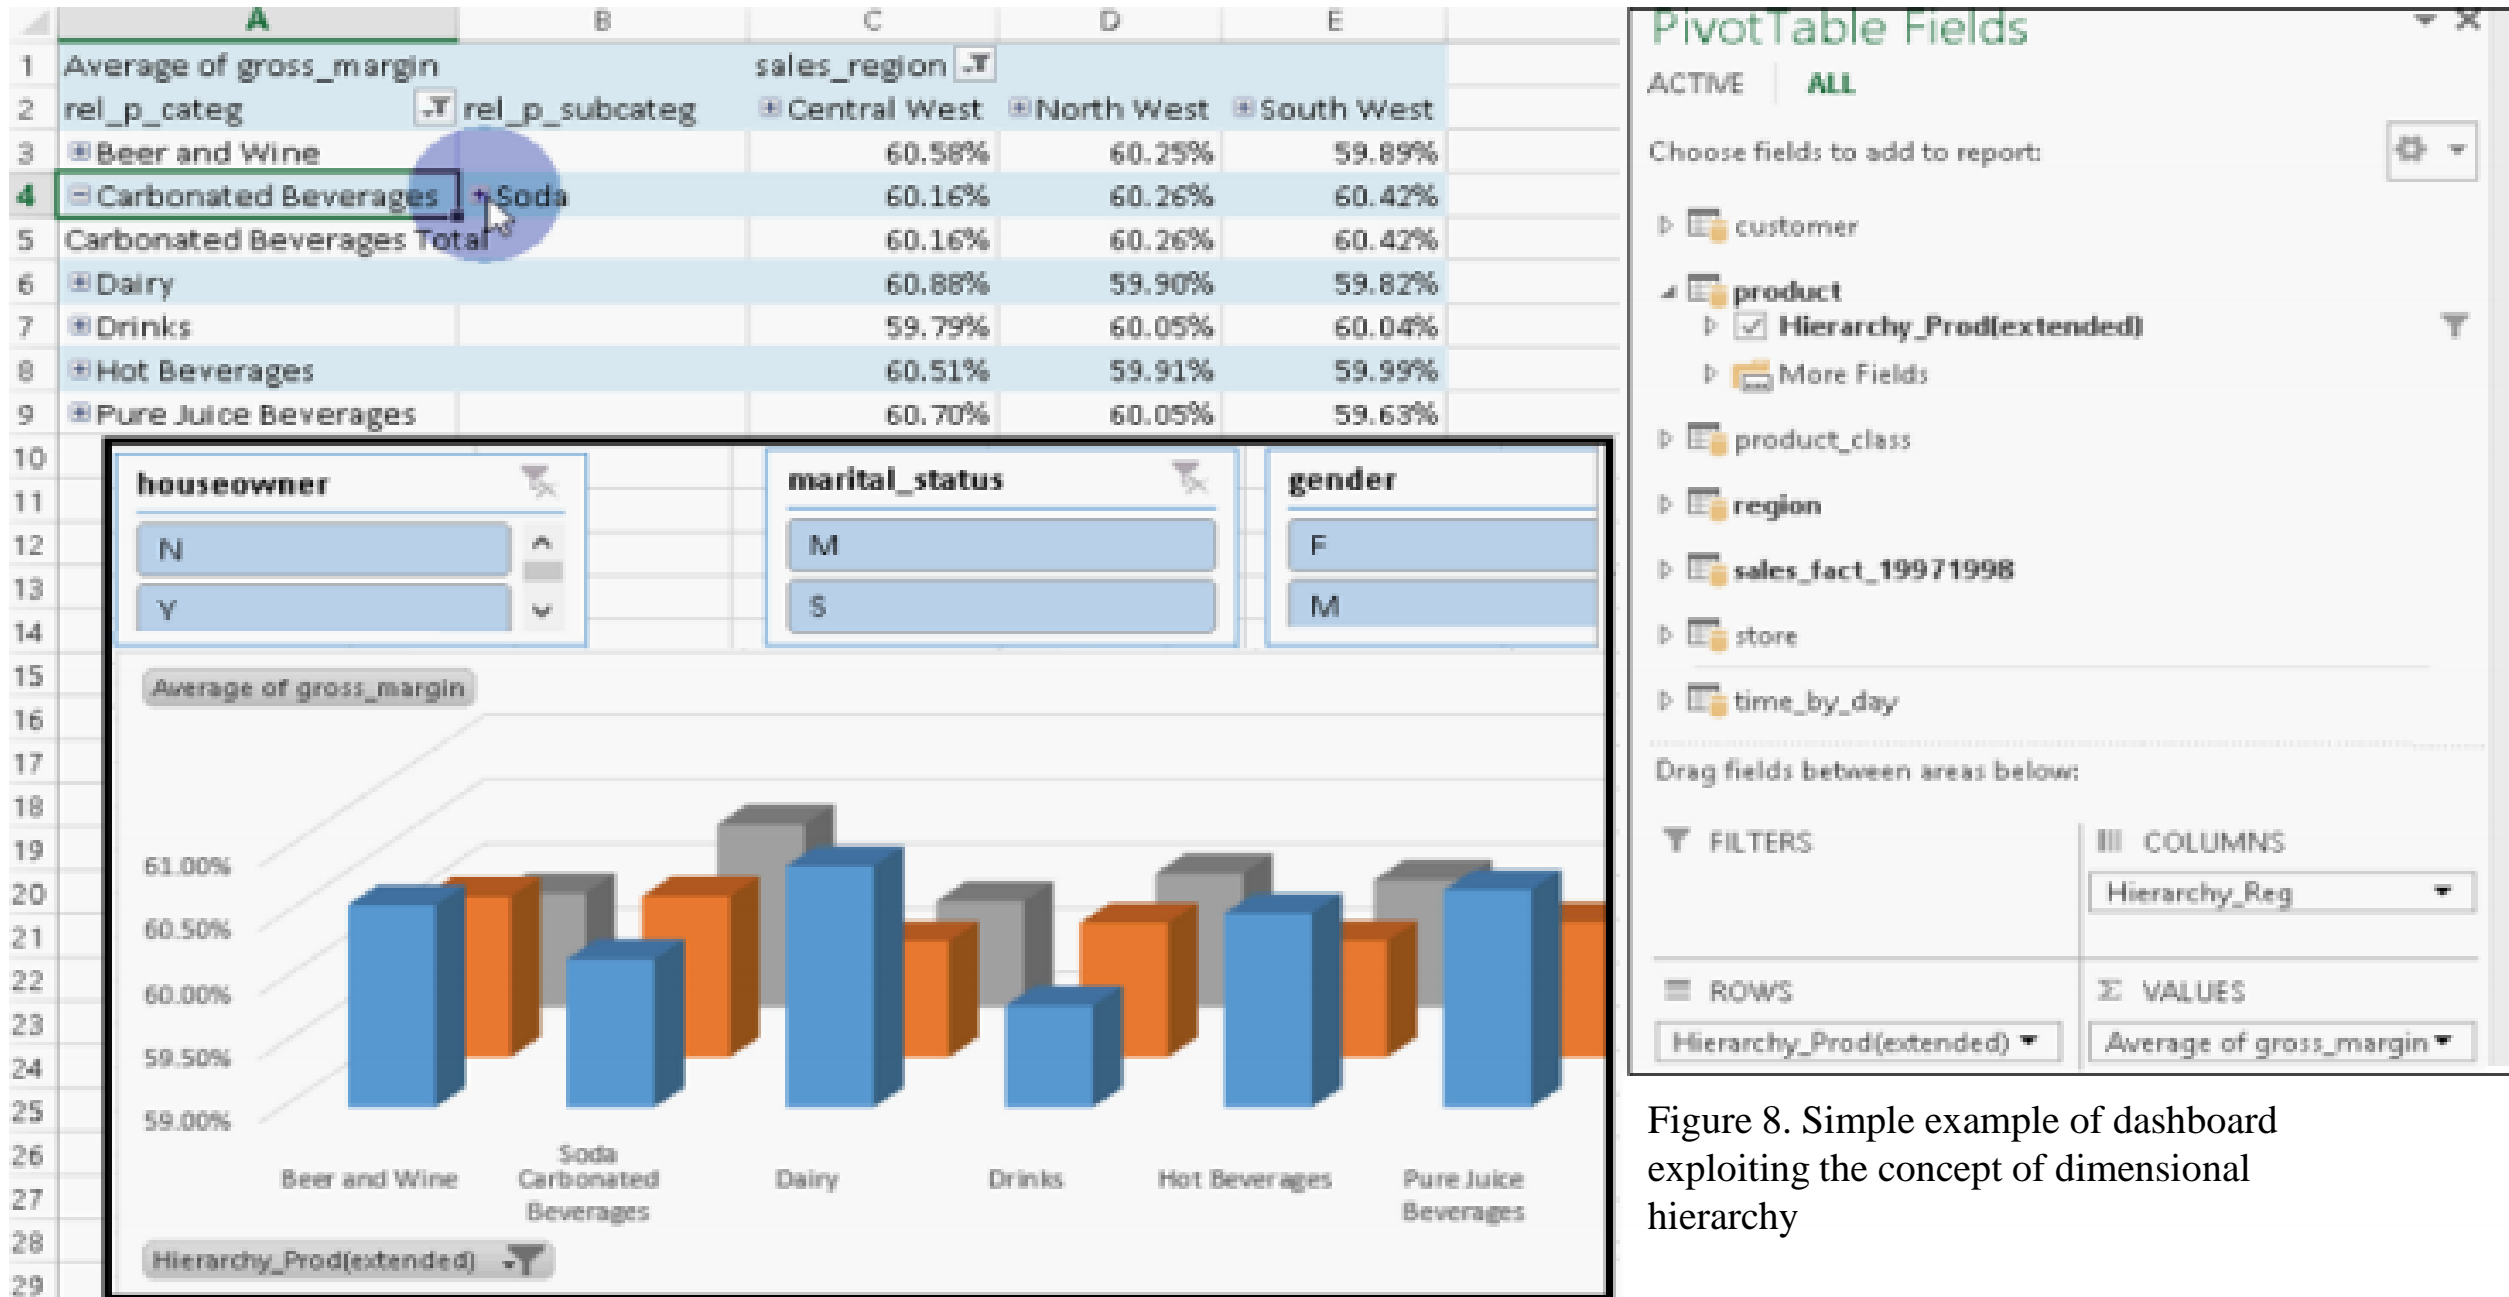 A B C D E
1 Average of gross_margin sales_region
2 rel_p_categ rel_p_subcateg Central West North West South West
3 Beer and Wine 60.58% 60.25% 59.89%
4 Carbonated Beverages Soda 60.16% 60.26% 60.42%
5 Carbonated Beverages Total 60.16% 60.26% 60.42%
6 Dairy 60.88% 59.90% 59.82%
7 Drinks 59.79% 60.05% 60.04%
8 Hot Beverages 60.51% 59.91% 59.99%
9 Pure Juice Beverages 60.70% 60.05% 59.63%
10
11
12
13
14
15
16
17
18
19
20
21
22
23
24
25
26
27
28
29
houseowner
N
Y
marital_status
M
S
gender
F
M
Average of gross_margin
61.00%
60.50%
60.00%
59.50%
59.00%
Beer and Wine
Soda
Carbonated
Beverages
Dairy
Drinks
Hot Beverages
Pure Juice
Beverages
Hierarchy_Prod(extended)
PivotTable Fields
ACTIVE ALL
Choose fields to add to report:
customer
product
Hierarchy_Prod(extended)
More Fields
product_class
region
sales_fact_19971998
store
time_by_day
Drag fields between areas below:
FILTERS
COLUMNS
Hierarchy_Reg
ROWS
Hierarchy_Prod(extended)
Σ VALUES
Average of gross_margin
Figure 8. Simple example of dashboard
exploiting the concept of dimensional
hierarchy